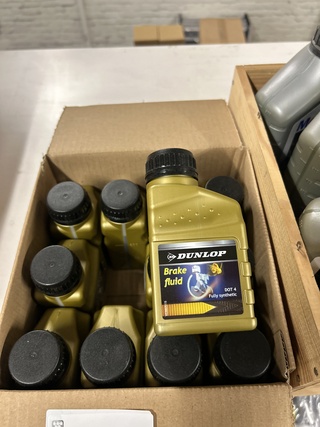 DUNLOP
Brake
fluid
DOT 4
Fully synthetic